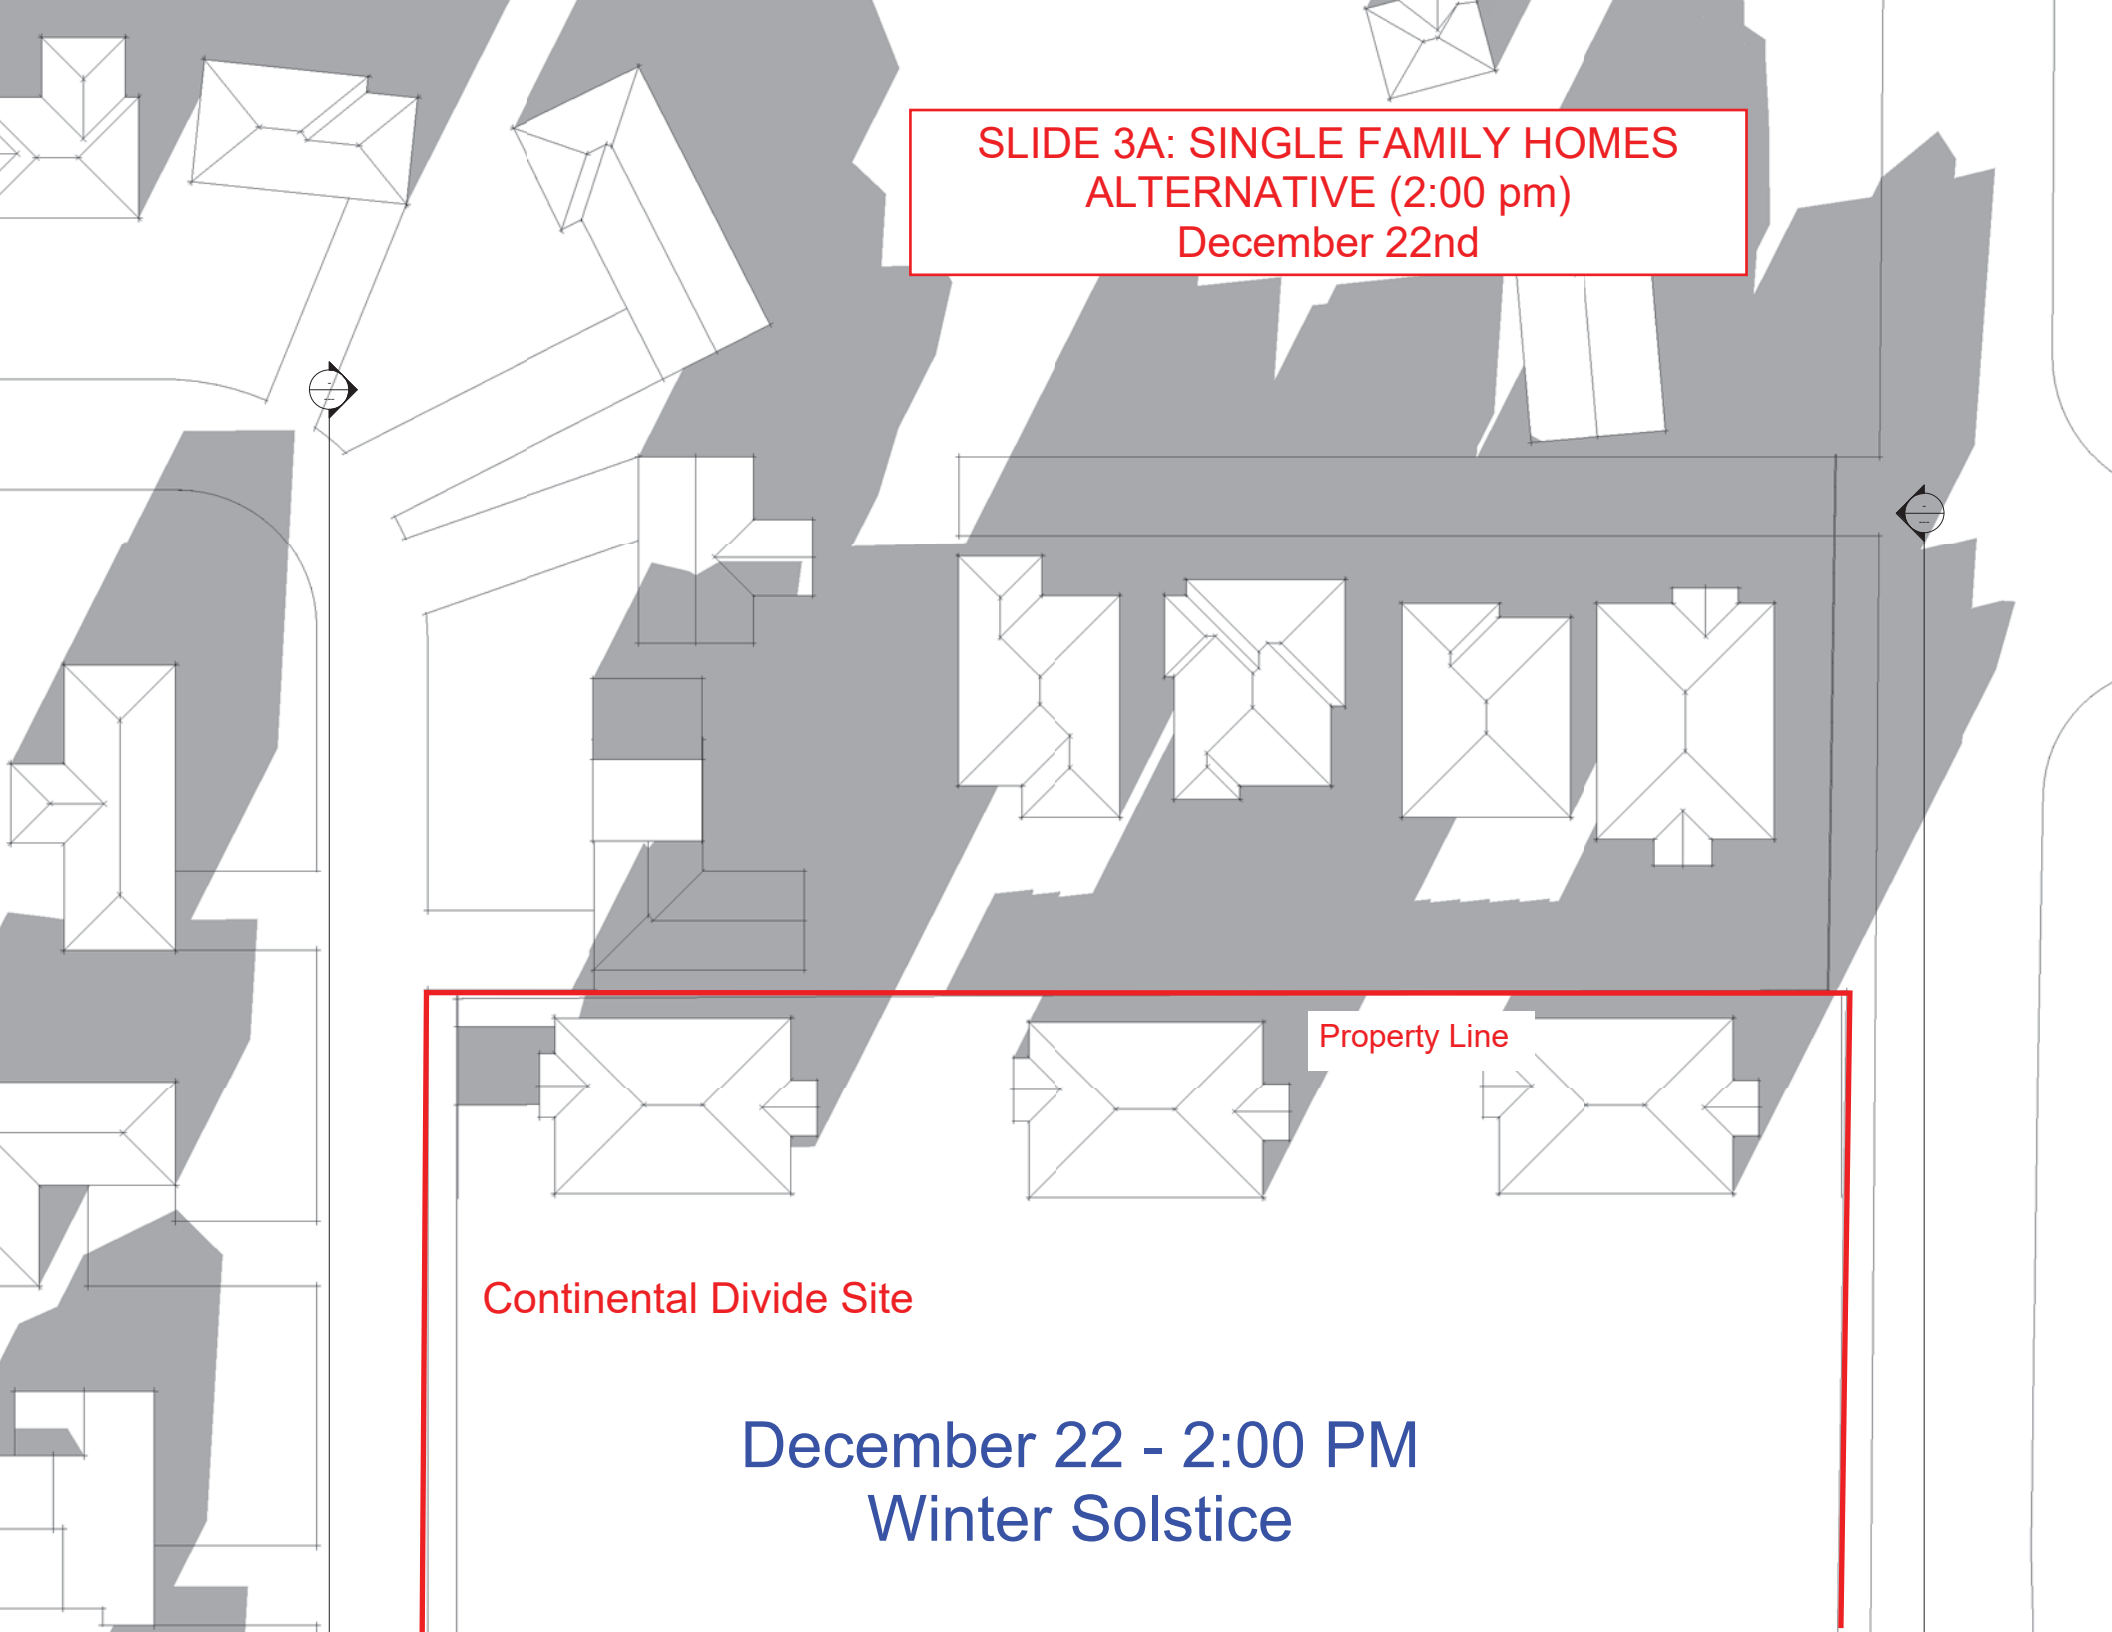 SLIDE 3A: SINGLE FAMILY HOMES
ALTERNATIVE (2:00 pm)
December 22nd
-
---
-
---
Property Line
Continental Divide Site
December 22 - 2:00 PM
Winter Solstice